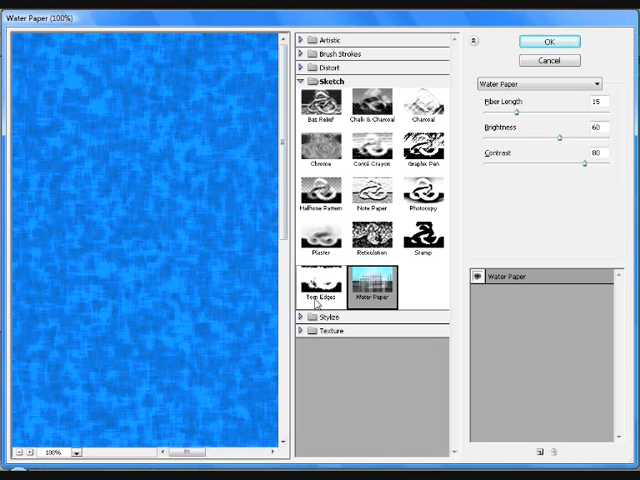 Water Paper (100%)
Artistic
Brush Strokes
Distort
Sketch
Bas Relief
Chalk & Charcoal
Charcoal
Chrome
Conté Crayon
Graphic Pen
Halftone Pattern
Note Paper
Photocopy
Plaster
Reticulation
Stamp
Torn Edges
Water Paper
Stylize
Texture
OK
Cancel
Water Paper
Fiber Length 15
Brightness 60
Contrast 80
Water Paper
100%